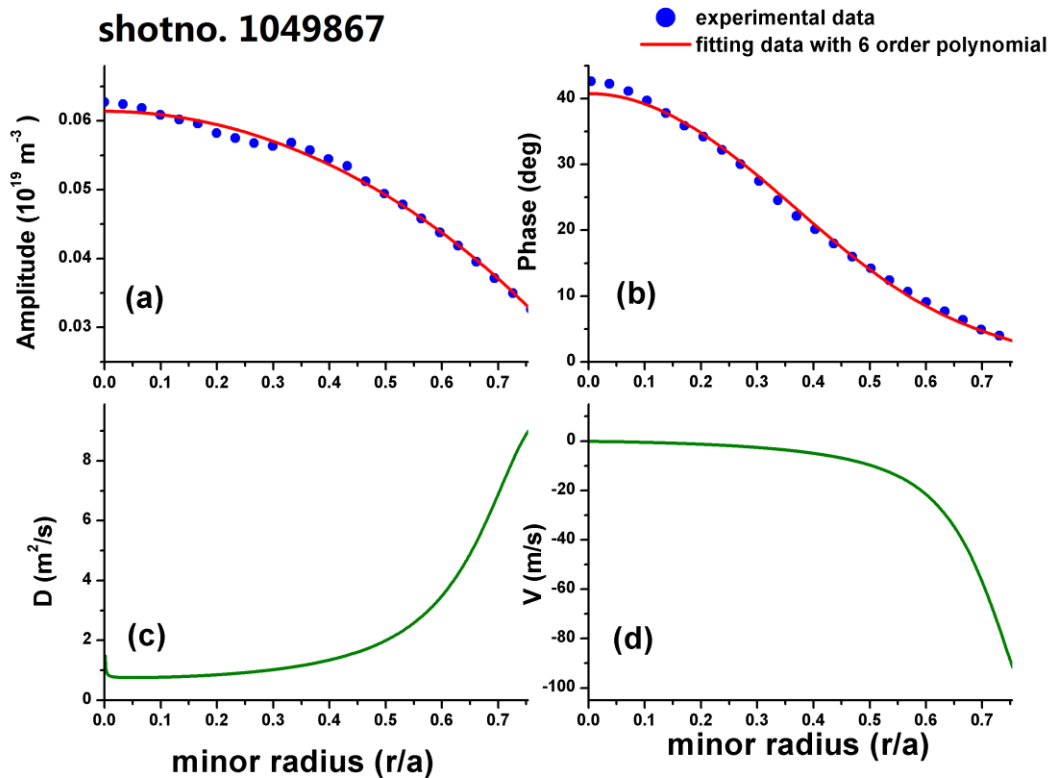 shotno. 1049867
experimental data
fitting data with 6 order polynomial
Amplitude (10^19 m^-3)
0.06
0.05
0.04
0.03
(a)
0.0 0.1 0.2 0.3 0.4 0.5 0.6 0.7
Phase (deg)
40
30
20
10
0
(b)
0.0 0.1 0.2 0.3 0.4 0.5 0.6 0.7
D (m^2/s)
8
6
4
2
0
(c)
0.0 0.1 0.2 0.3 0.4 0.5 0.6 0.7
minor radius (r/a)
V (m/s)
0
-20
-40
-60
-80
-100
(d)
0.0 0.1 0.2 0.3 0.4 0.5 0.6 0.7
minor radius (r/a)